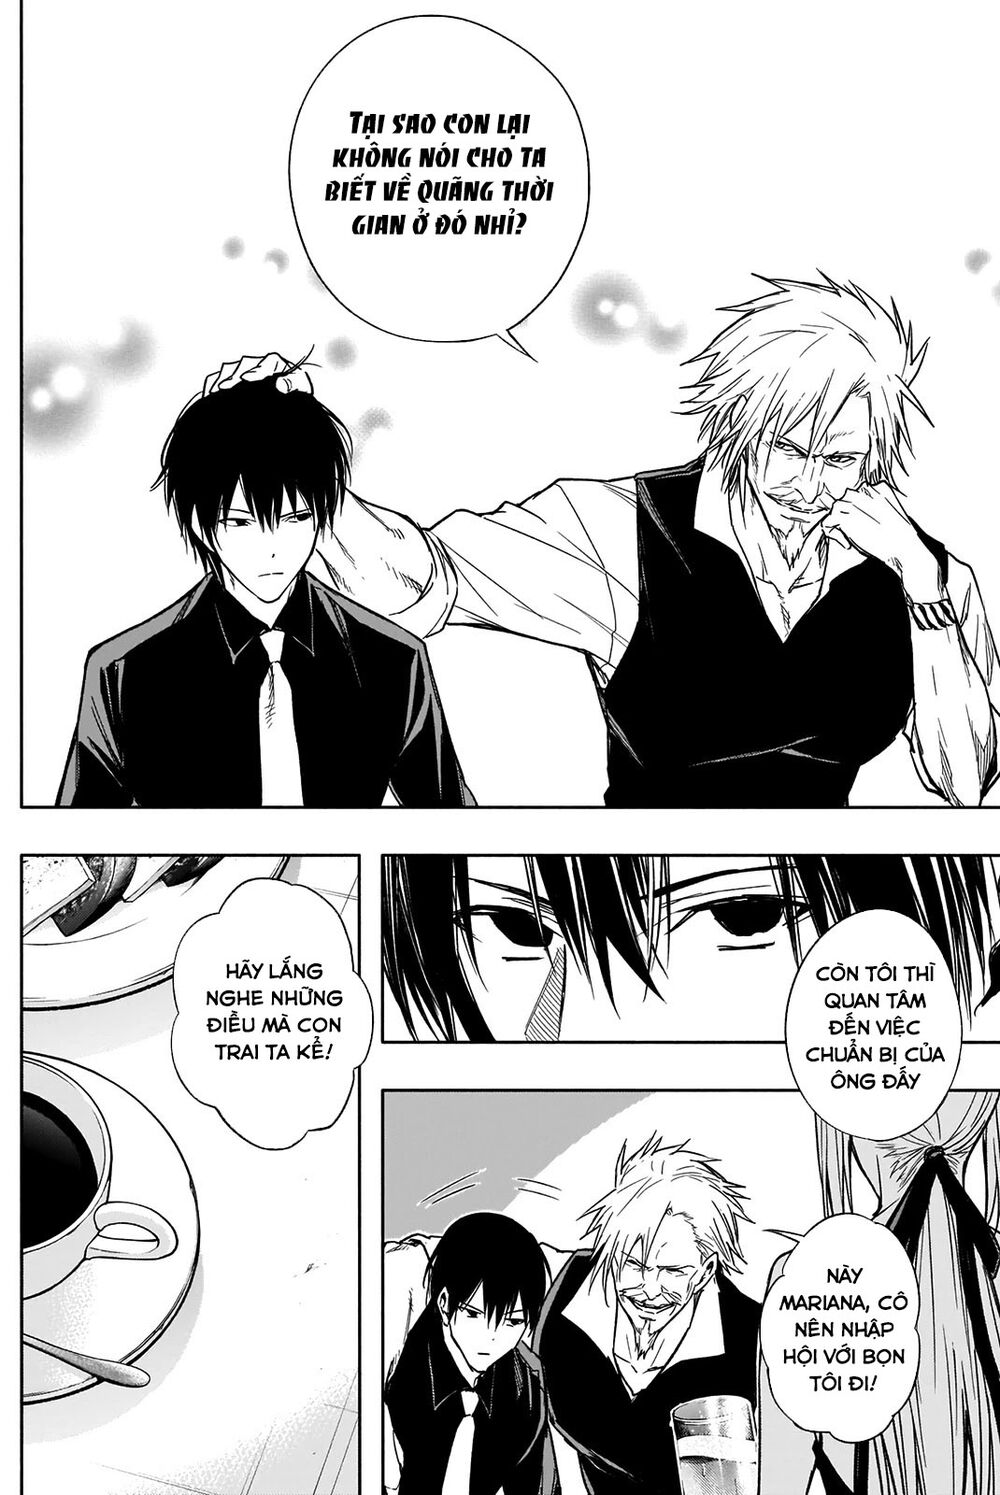 TẠI SAO CON LẠI
KHÔNG NÓI CHO TA
BIẾT VỀ QUÃNG THỜI
GIAN Ở ĐÓ NHỈ?
CÒN TÔI THÌ
QUAN TÂM
ĐẾN VIỆC
CHUẨN BỊ CỦA
ÔNG ĐẤY
HÃY LẮNG
NGHE NHỮNG
ĐIỀU MÀ CON
TRAI TA KỂ!
NÀY
MARIANA, CÔ
NÊN NHẬP
HỘI VỚI BỌN
TÔI ĐI!